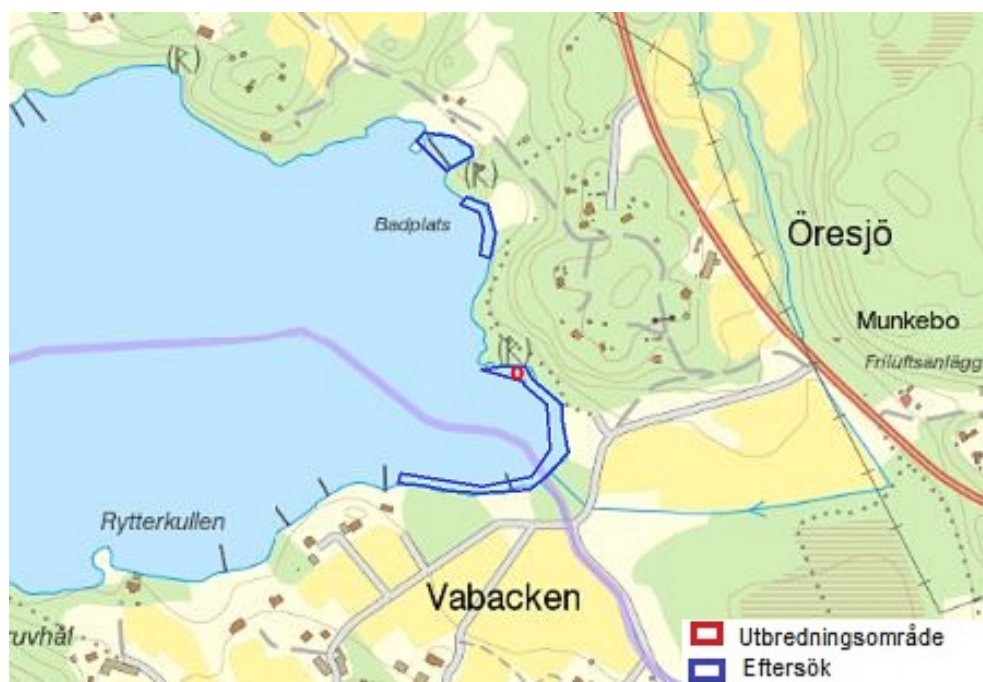 (R)
(R)
Badplats
Öresjö
Munkebo
(R)
Friluftsanlägg
Rytterkullen
Vabacken
ruvhål
Utbredningsområde
Eftersök